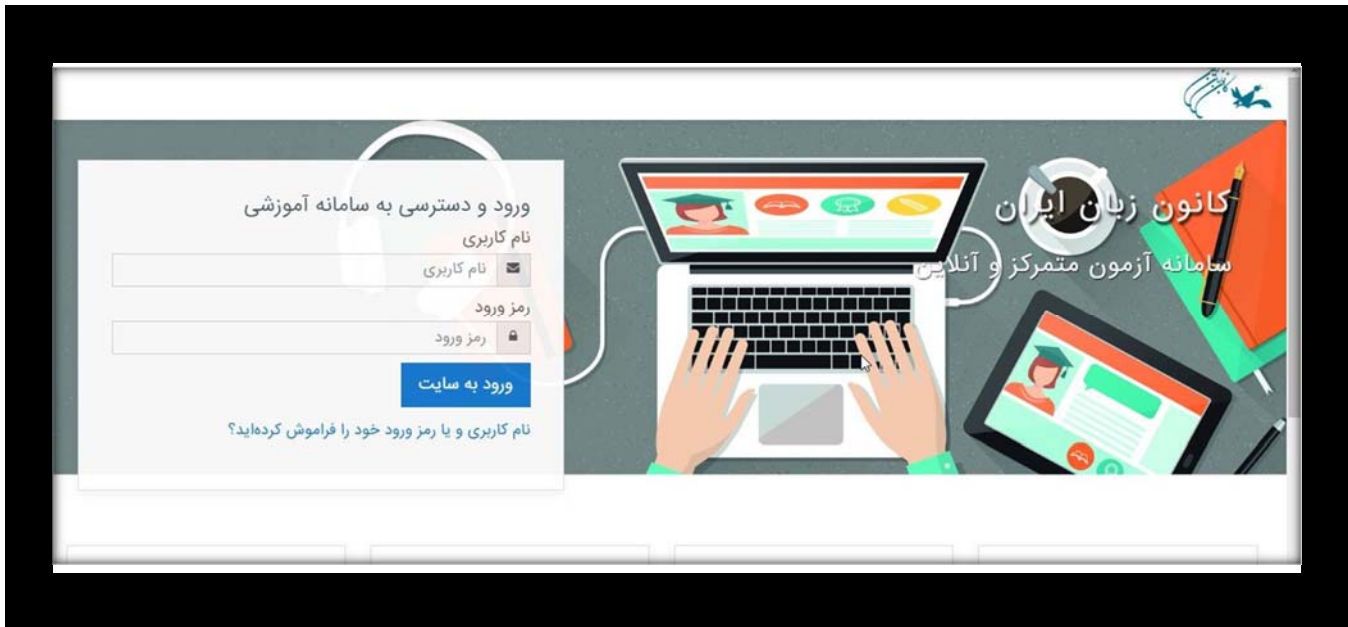 کانون زبان ایران
سامانه آزمون متمرکز و آنلاین
ورود و دسترسی به سامانه آموزشی
نام کاربری
نام کاربری
رمز ورود
رمز ورود
ورود به سایت
نام کاربری و یا رمز ورود خود را فراموش کرده‌اید؟